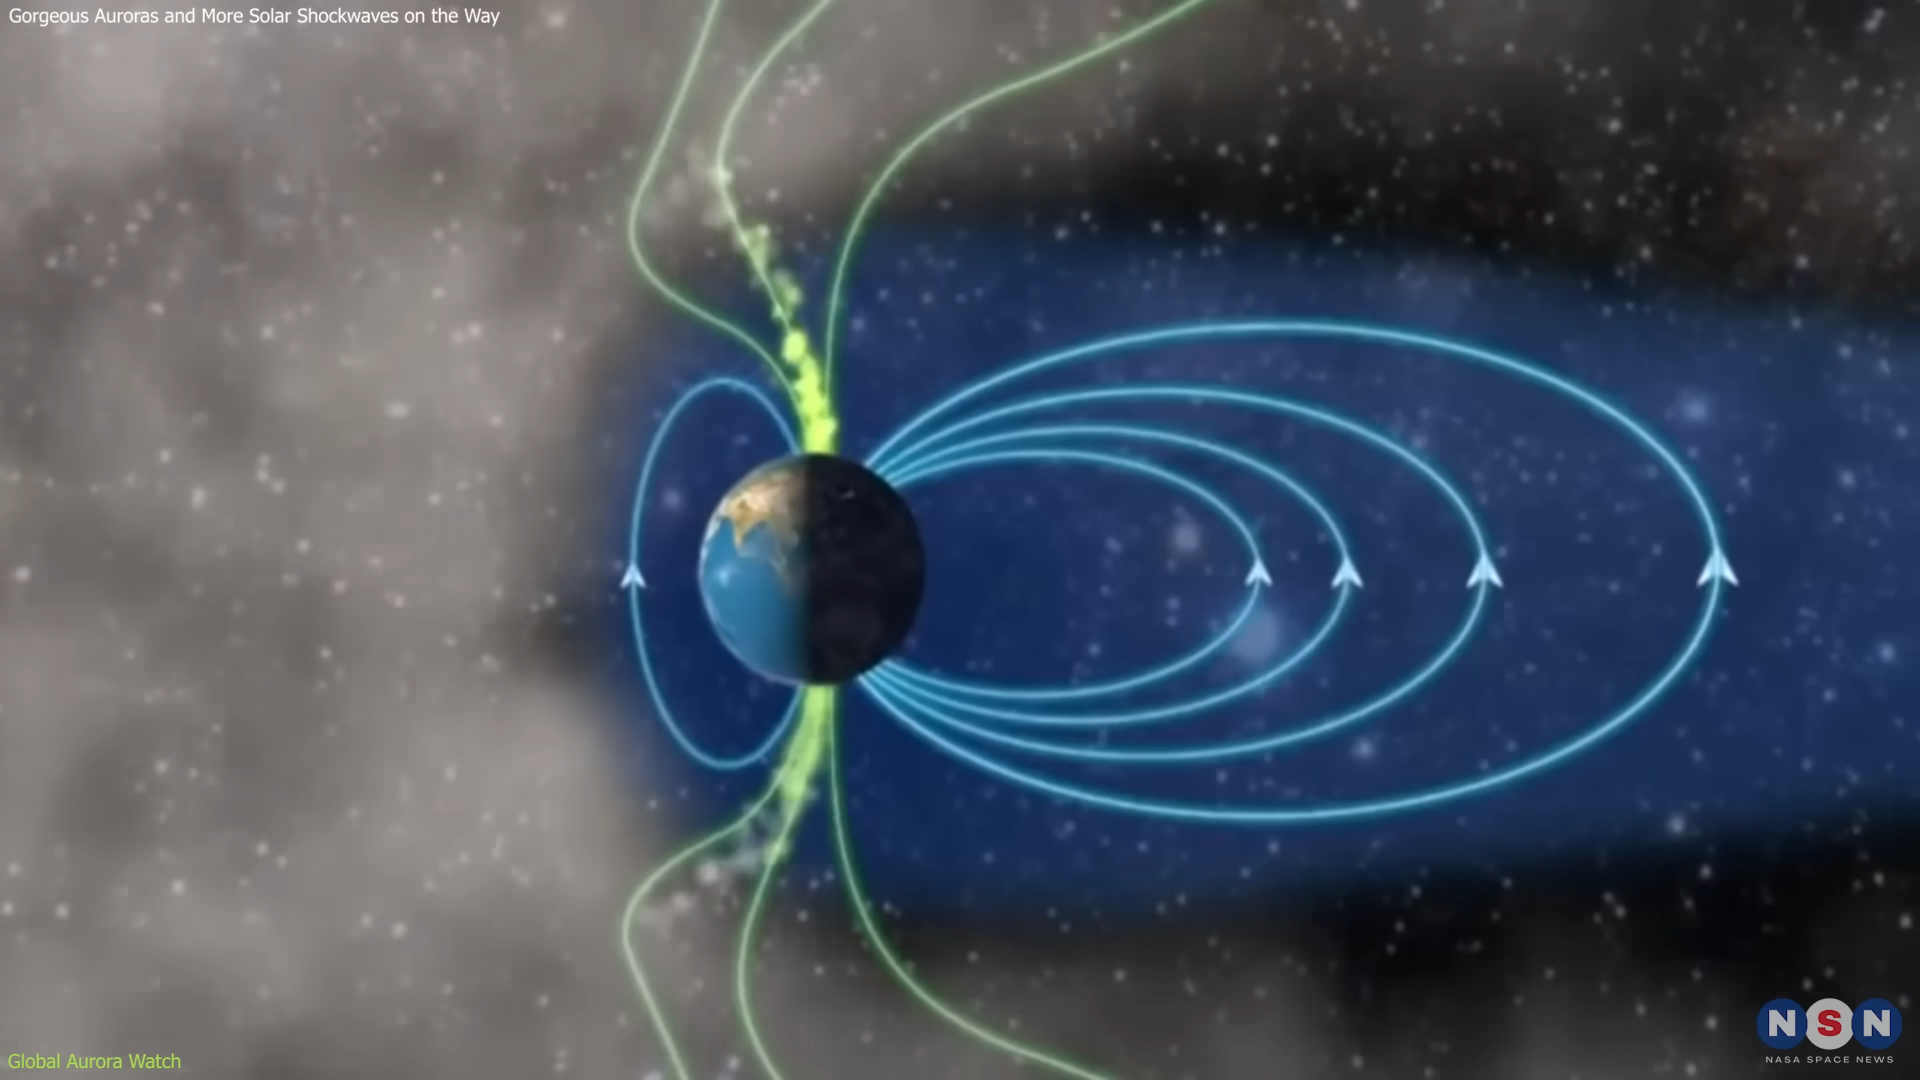 Gorgeous Auroras and More Solar Shockwaves on the Way
Global Aurora Watch
NSN
NASA SPACE NEWS